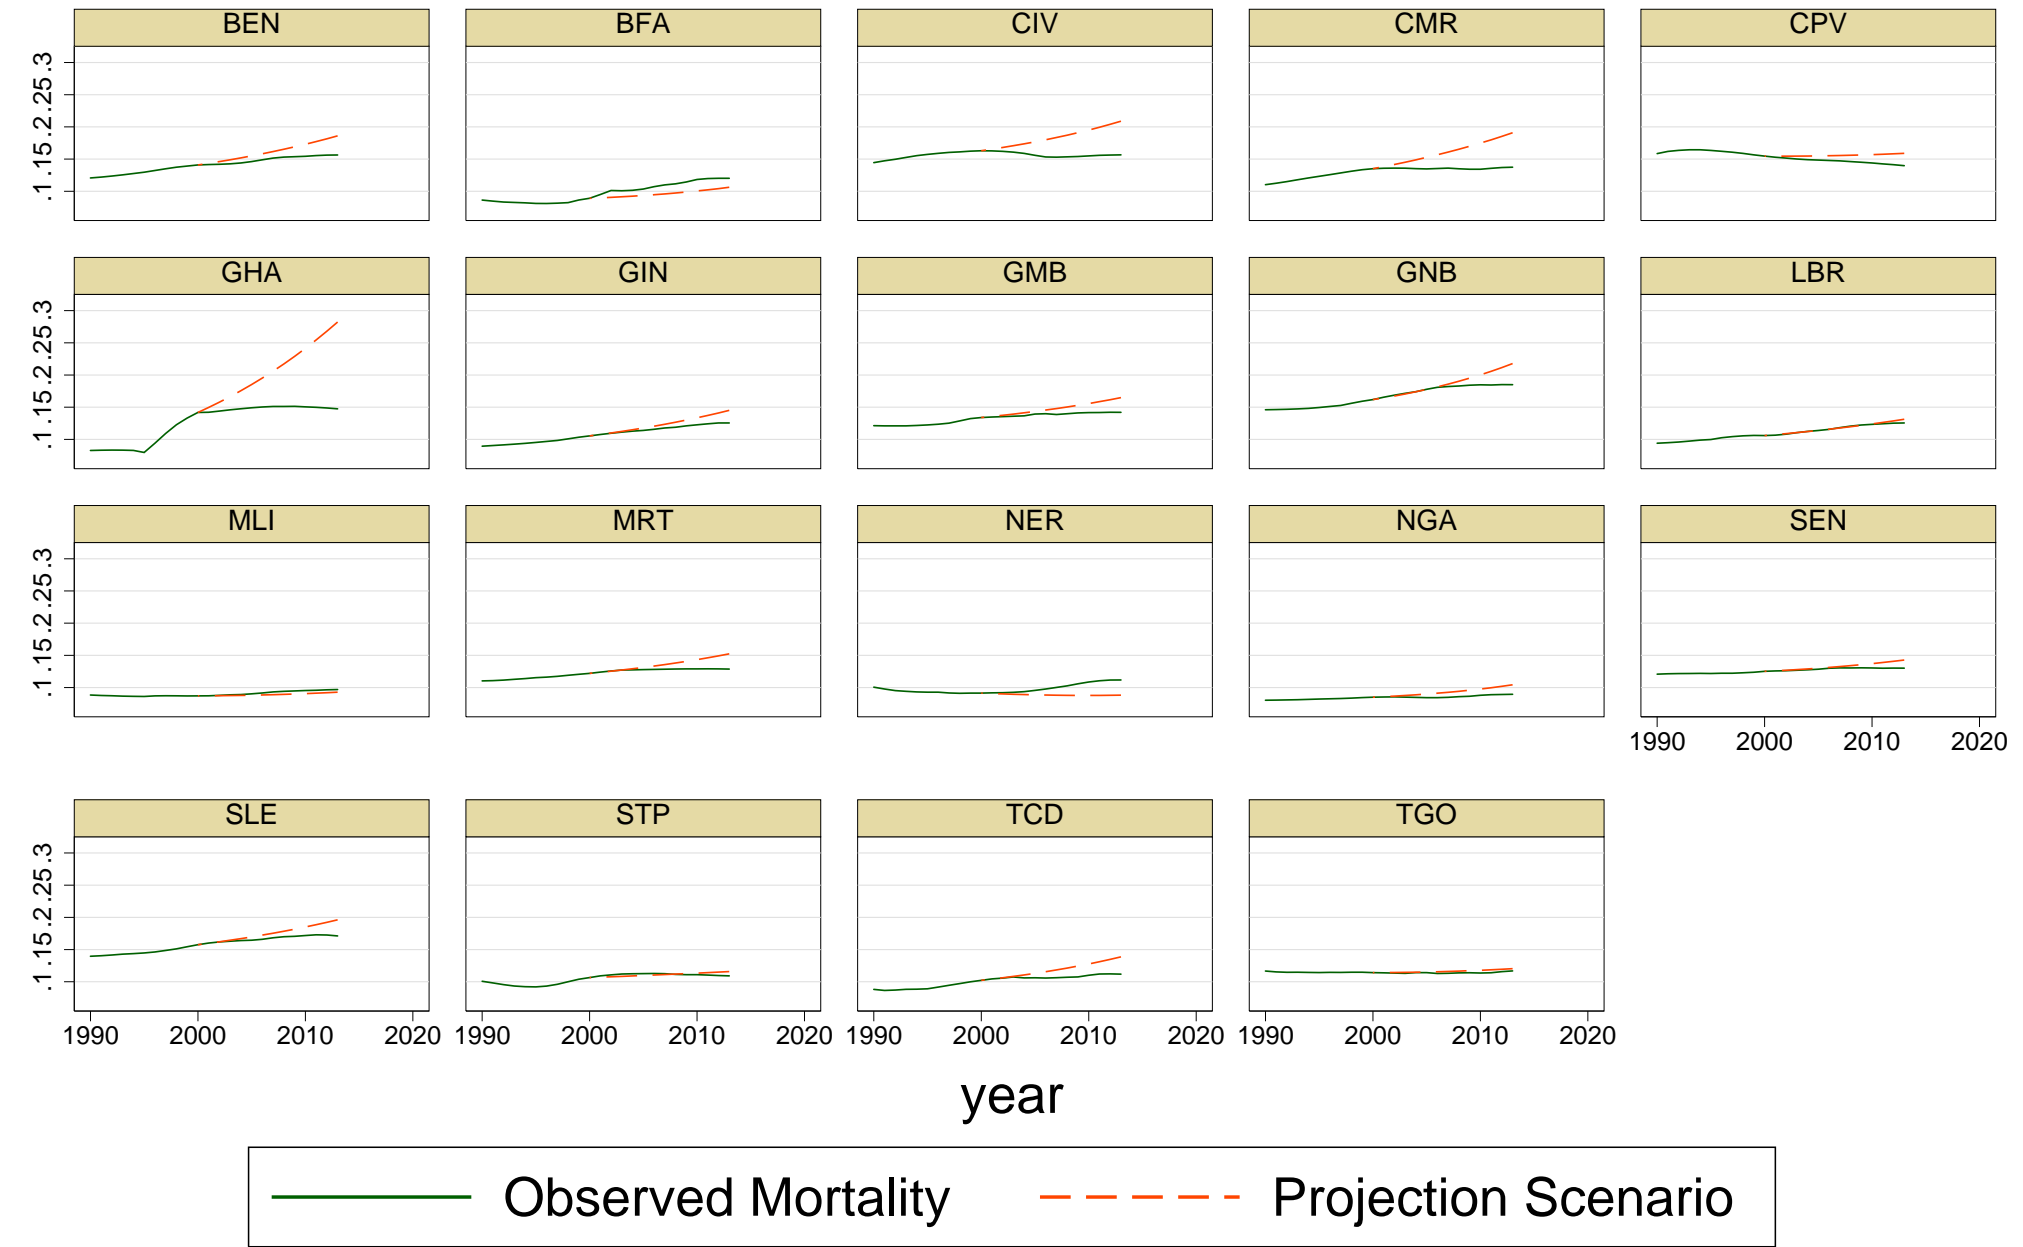 BEN BFA CIV CMR CPV
.1 .15 .2 .25 .3
GHA GIN GMB GNB LBR
.1 .15 .2 .25 .3
MLI MRT NER NGA SEN
.1 .15 .2 .25 .3
1990 2000 2010 2020
SLE STP TCD TGO
.1 .15 .2 .25 .3
1990 2000 2010 2020 1990 2000 2010 2020 1990 2000 2010 2020 1990 2000 2010 2020
year
Observed Mortality Projection Scenario